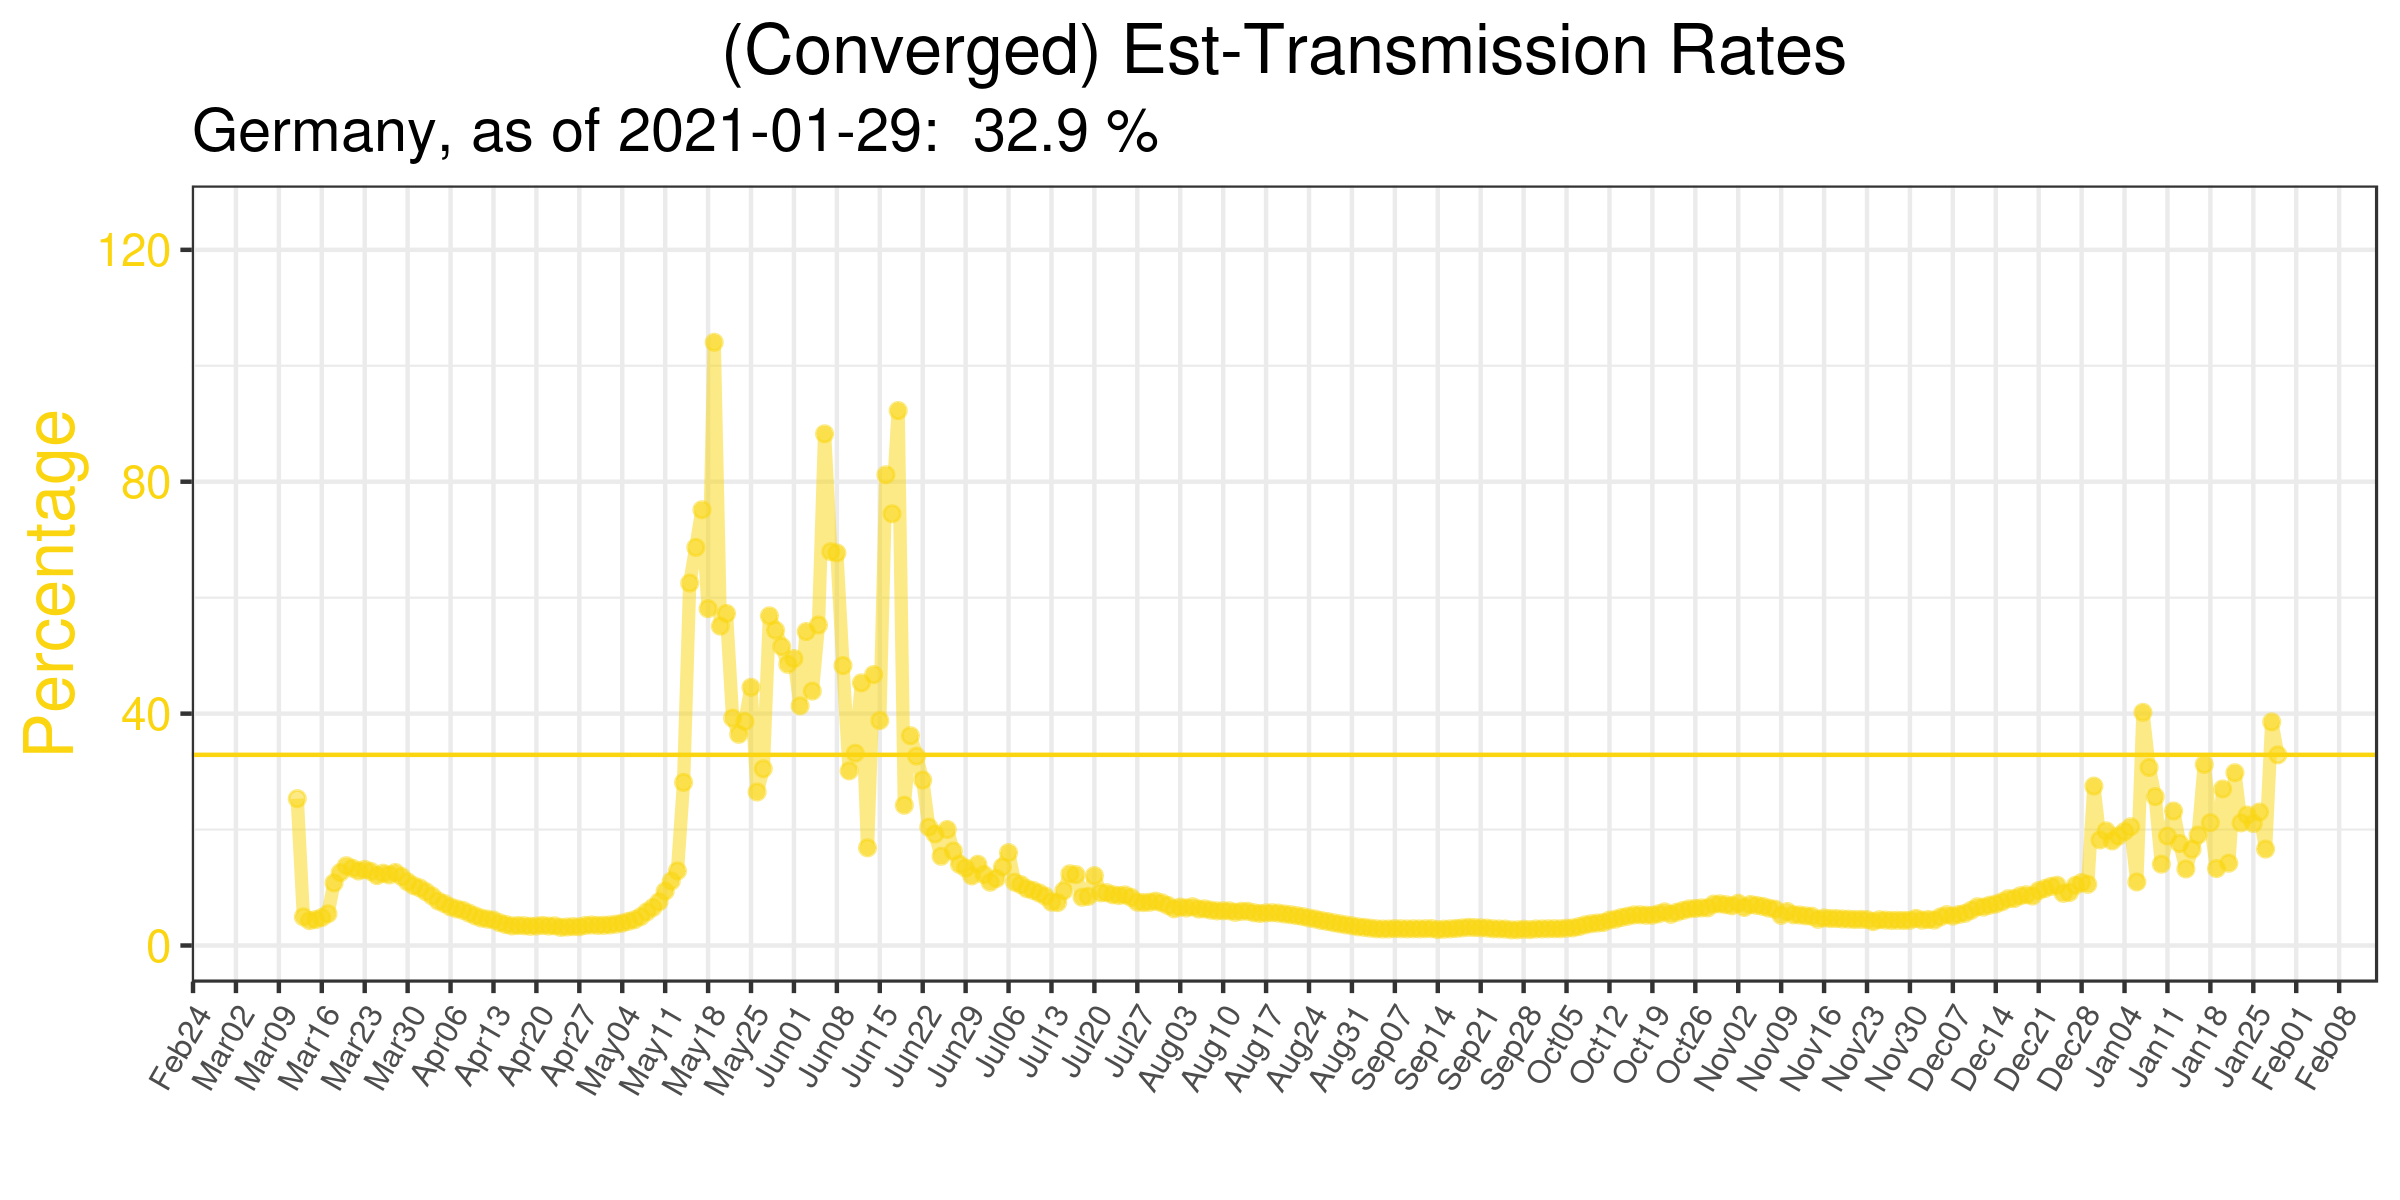 (Converged) Est-Transmission Rates
Germany, as of 2021-01-29:  32.9 %
Percentage
120
80
40
0
Feb24
Mar02
Mar09
Mar16
Mar23
Mar30
Apr06
Apr13
Apr20
Apr27
May04
May11
May18
May25
Jun01
Jun08
Jun15
Jun22
Jun29
Jul06
Jul13
Jul20
Jul27
Aug03
Aug10
Aug17
Aug24
Aug31
Sep07
Sep14
Sep21
Sep28
Oct05
Oct12
Oct19
Oct26
Nov02
Nov09
Nov16
Nov23
Nov30
Dec07
Dec14
Dec21
Dec28
Jan04
Jan11
Jan18
Jan25
Feb01
Feb08